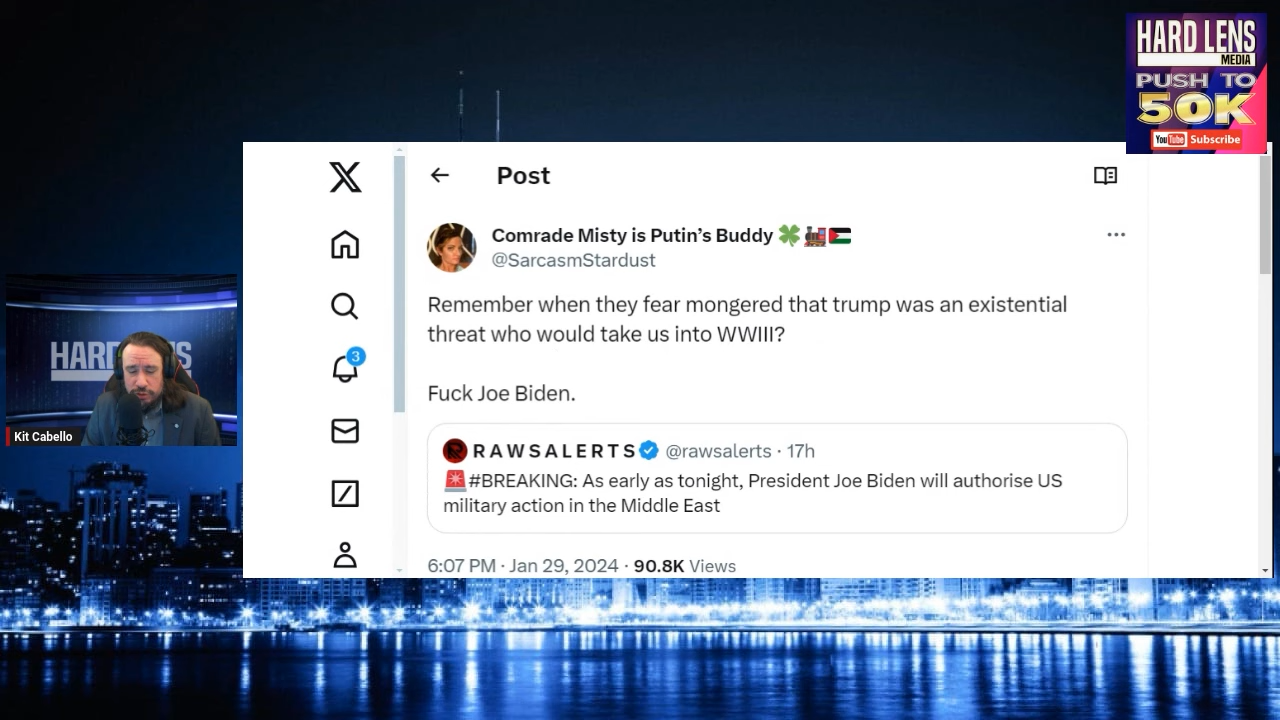 HARD LENS
MEDIA
PUSH TO
50K
YouTube Subscribe
X
Post
Comrade Misty is Putin’s Buddy 🍀🚂🇵🇸
@SarcasmStardust
Remember when they fear mongered that trump was an existential
threat who would take us into WWIII?
Fuck Joe Biden.
RAWSALERTS @rawsalerts · 17h
🚨#BREAKING: As early as tonight, President Joe Biden will authorise US
military action in the Middle East
6:07 PM · Jan 29, 2024 · 90.8K Views
3
Kit Cabello